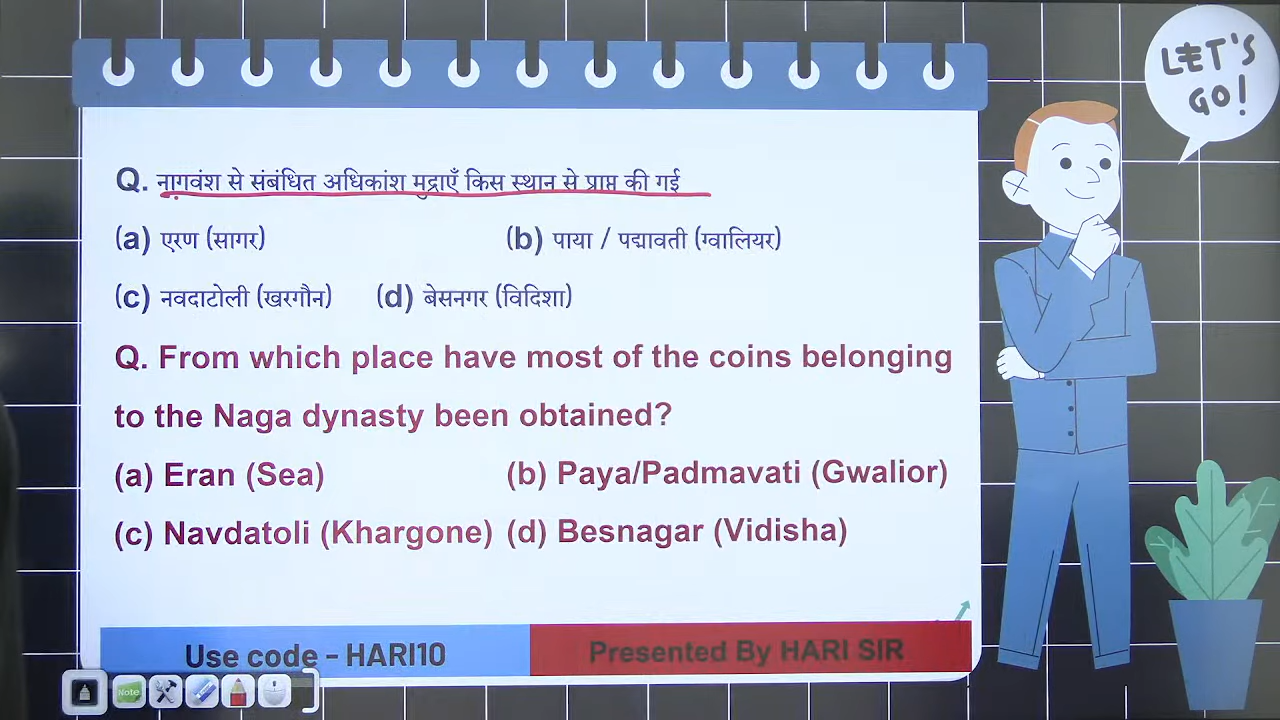 LET'S
GO!
Q. नागवंश से संबंधित अधिकांश मुद्राएँ किस स्थान से प्राप्त की गई
(a) एरण (सागर) (b) पाया / पद्मावती (ग्वालियर)
(c) नवदाटोली (खरगौन) (d) बेसनगर (विदिशा)
Q. From which place have most of the coins belonging
to the Naga dynasty been obtained?
(a) Eran (Sea) (b) Paya/Padmavati (Gwalior)
(c) Navdatoli (Khargone) (d) Besnagar (Vidisha)
Use code - HARI10 Presented By HARI SIR
Note